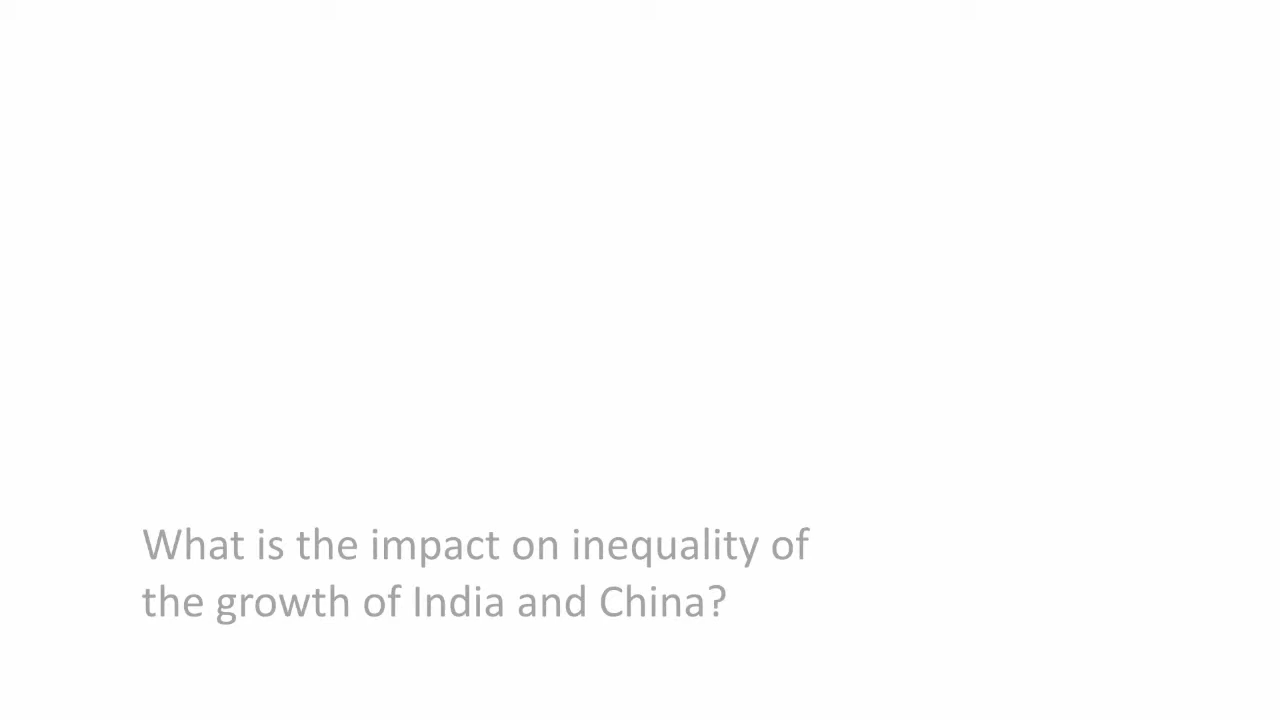 What is the impact on inequality of
the growth of India and China?